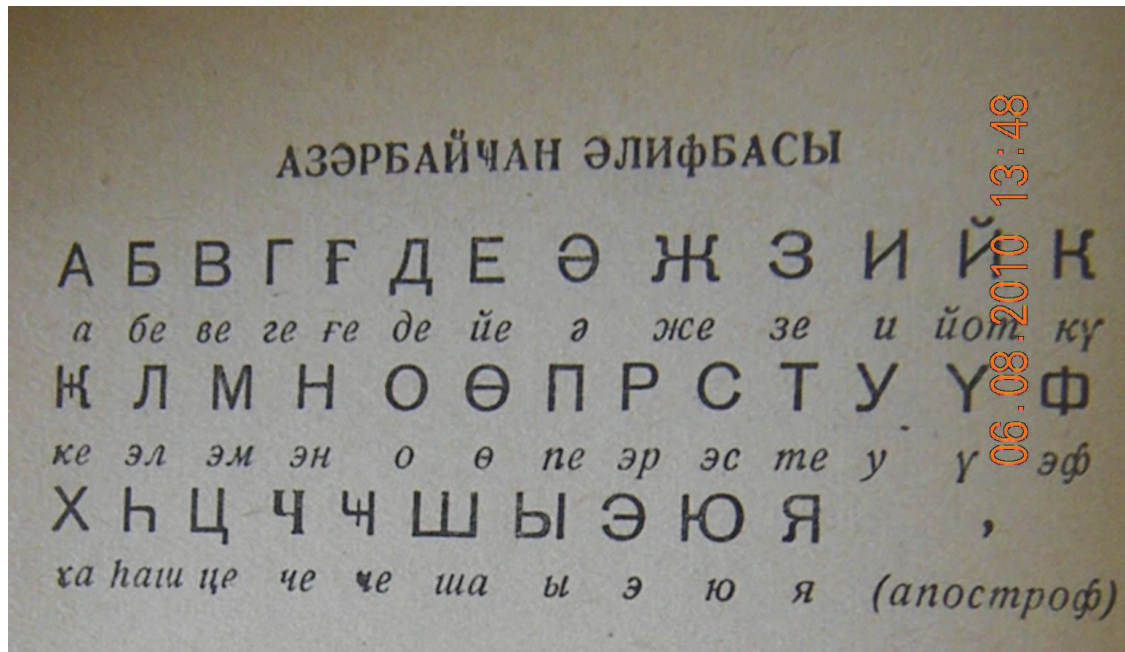 АЗӘРБАЙҸАН ӘЛИФБАСЫ
А Б В Г Ғ Д Е Ә Ж З И Й К
а бе ве ге ғе де йе ә же зе и йот кү
Ҝ Л М Н О Ө П Р С Т У Ү Ф
ке эл эм эн о ө пе эр эс те у ү эф
Х Һ Ц Ч Ҹ Ш Ы Э Ю Я ’
ха һаш це че ҹе ша ы э ю я (апостроф)
06.08.2010 13:48